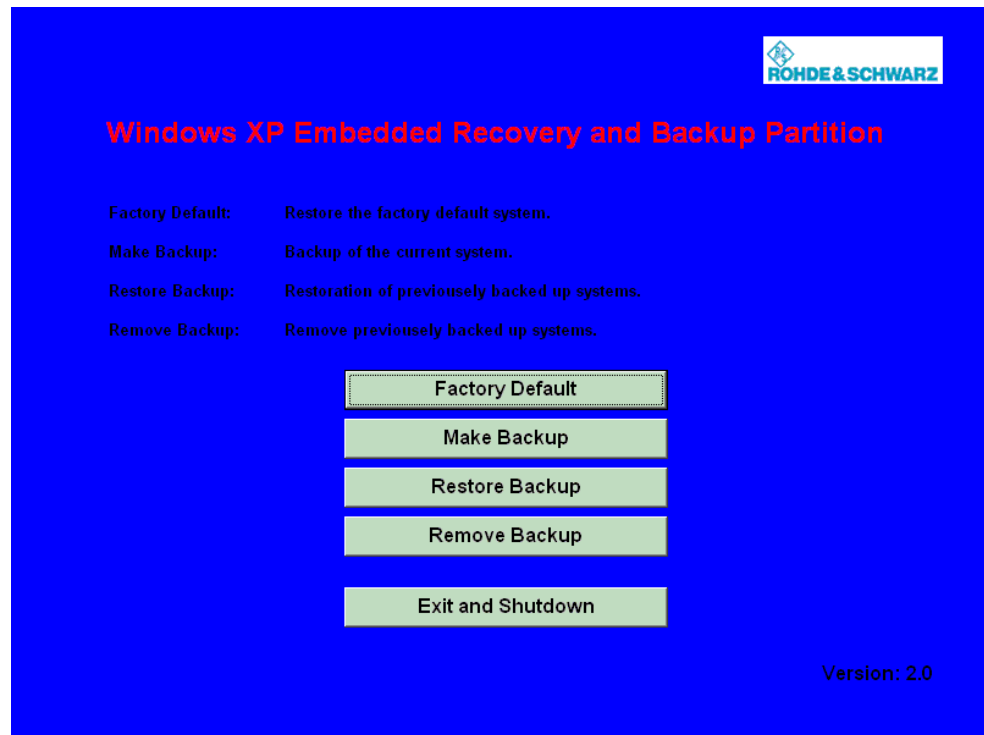 ROHDE & SCHWARZ
Windows XP Embedded Recovery and Backup Partition
Factory Default: Restore the factory default system.
Make Backup: Backup of the current system.
Restore Backup: Restoration of previousely backed up systems.
Remove Backup: Remove previousely backed up systems.
Factory Default
Make Backup
Restore Backup
Remove Backup
Exit and Shutdown
Version: 2.0